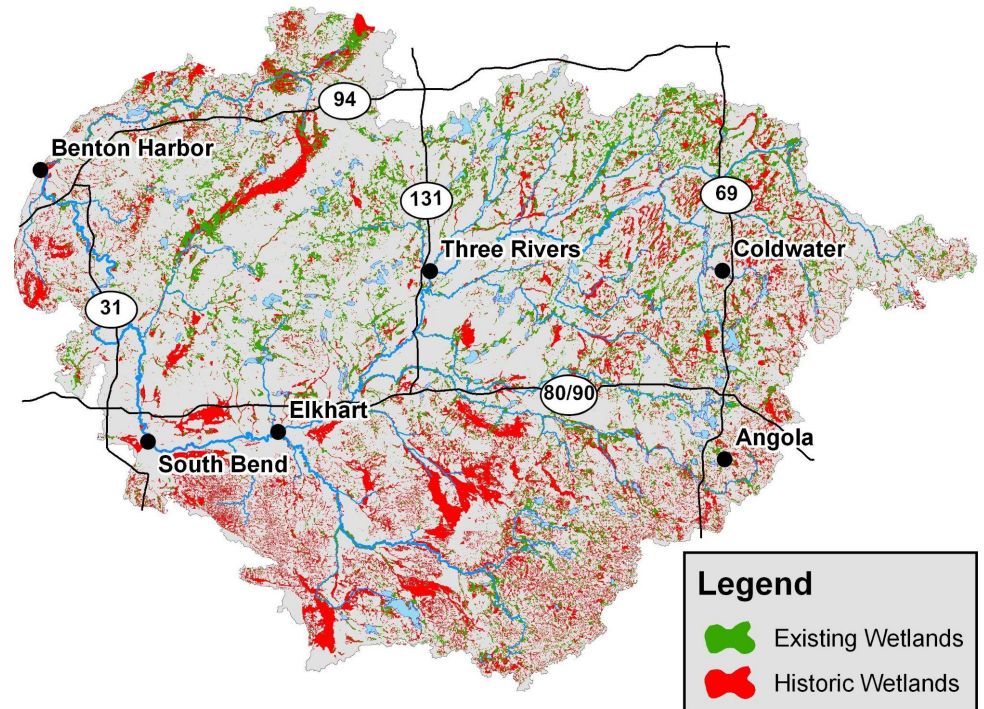 94
Benton Harbor
131
69
Three Rivers
Coldwater
31
80/90
Elkhart
Angola
South Bend
Legend
Existing Wetlands
Historic Wetlands